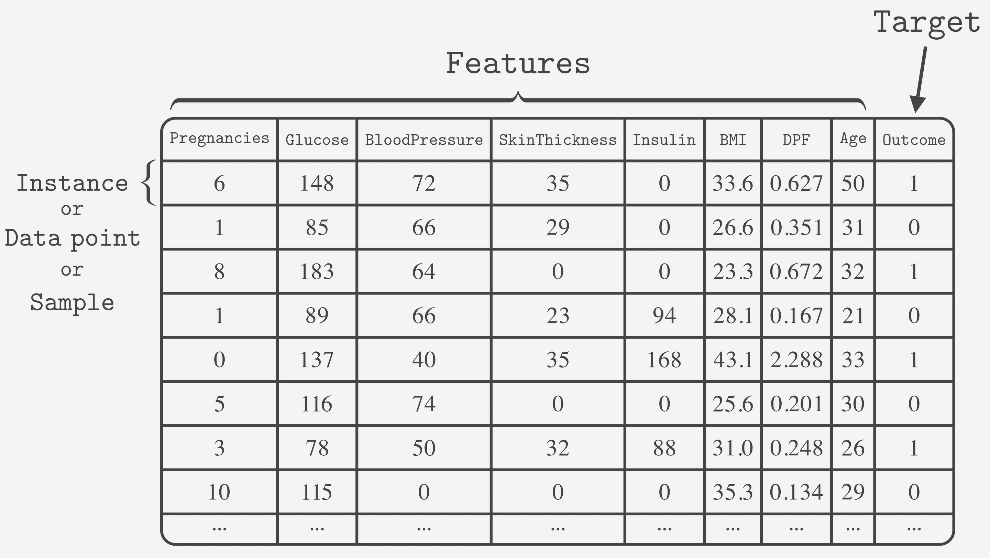 Target
Features
Pregnancies Glucose BloodPressure SkinThickness Insulin BMI DPF Age Outcome
Instance
or
Data point
or
Sample
6 148 72 35 0 33.6 0.627 50 1
1 85 66 29 0 26.6 0.351 31 0
8 183 64 0 0 23.3 0.672 32 1
1 89 66 23 94 28.1 0.167 21 0
0 137 40 35 168 43.1 2.288 33 1
5 116 74 0 0 25.6 0.201 30 0
3 78 50 32 88 31.0 0.248 26 1
10 115 0 0 0 35.3 0.134 29 0
... ... ... ... ... ... ... ... ...